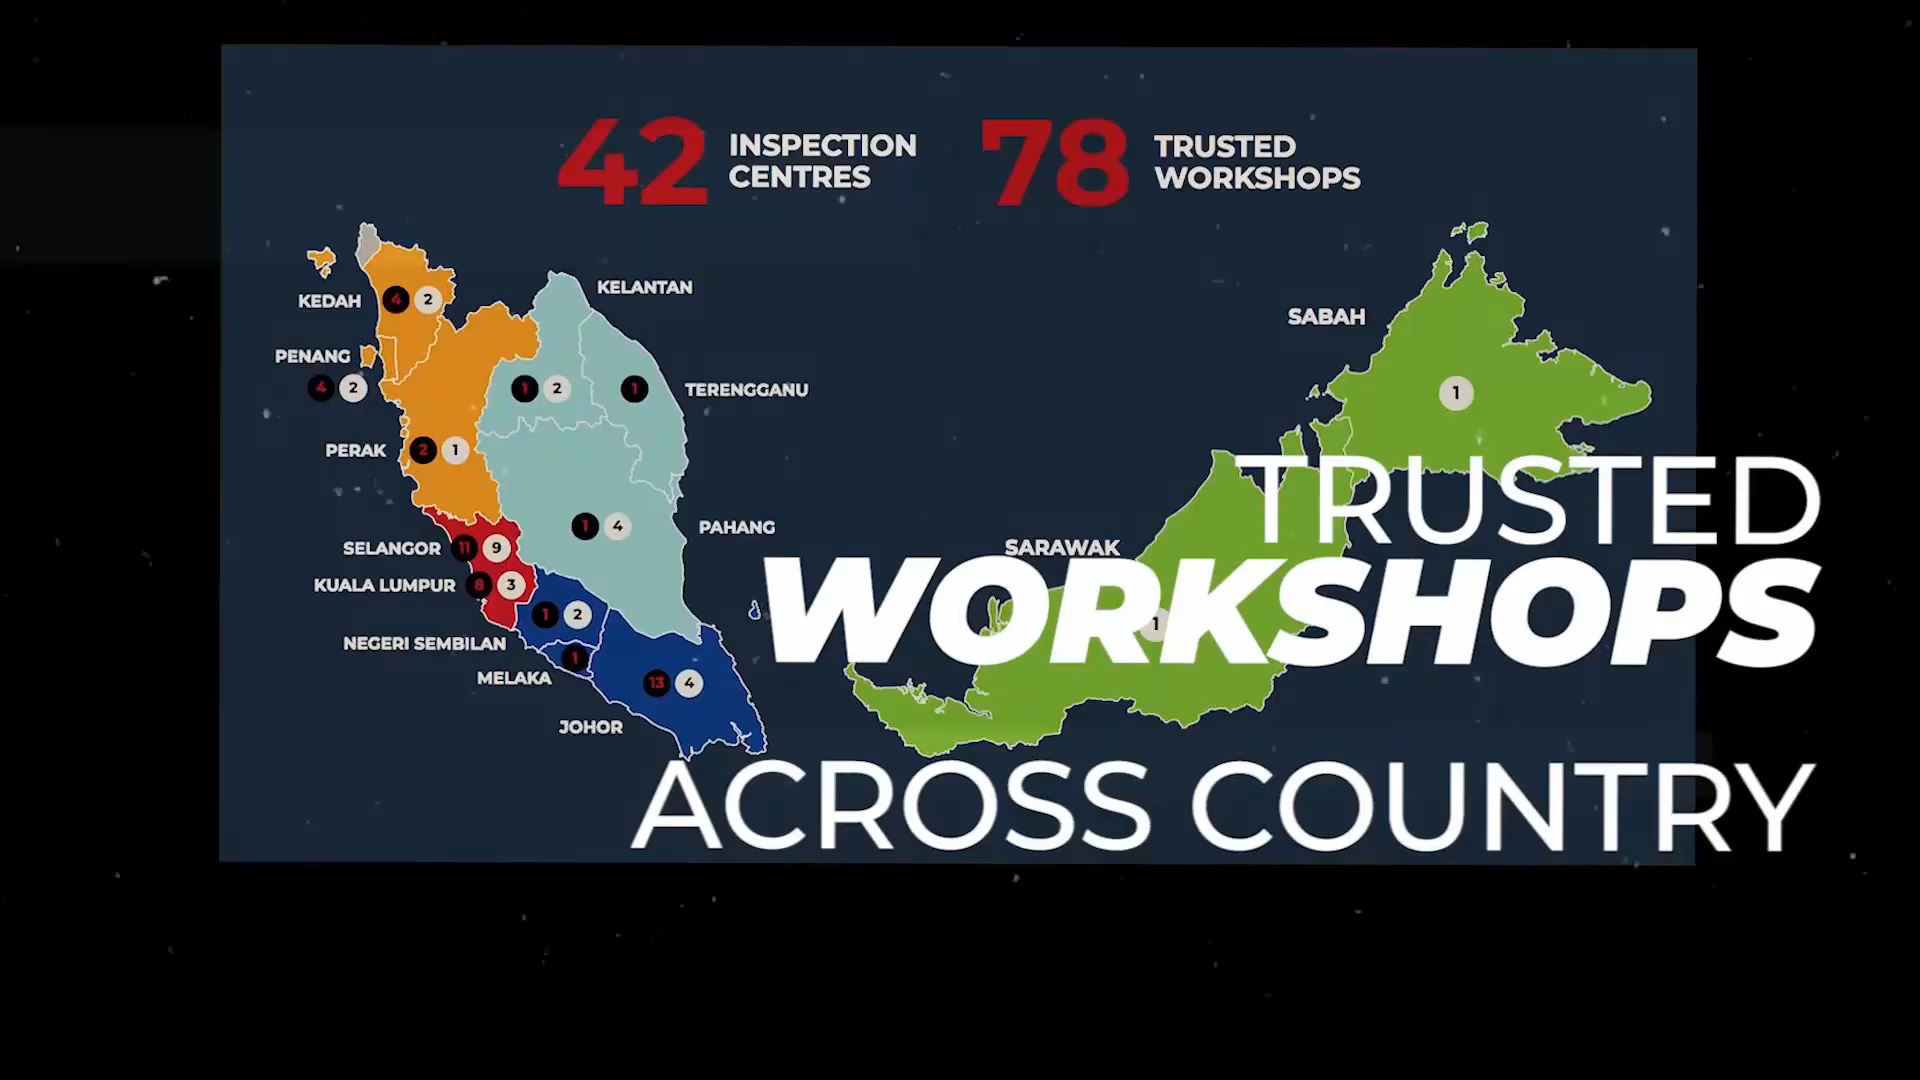 42 INSPECTION
CENTRES
78 TRUSTED
WORKSHOPS
KELANTAN
KEDAH
4 2
SABAH
PENANG
4 2
1 2
1
TERENGGANU
1
PERAK
2 1
1 4
PAHANG
SELANGOR
11 9
SARAWAK
KUALA LUMPUR
8 3
1 2
1
NEGERI SEMBILAN
1
MELAKA
13 4
JOHOR
TRUSTED
WORKSHOPS
ACROSS COUNTRY